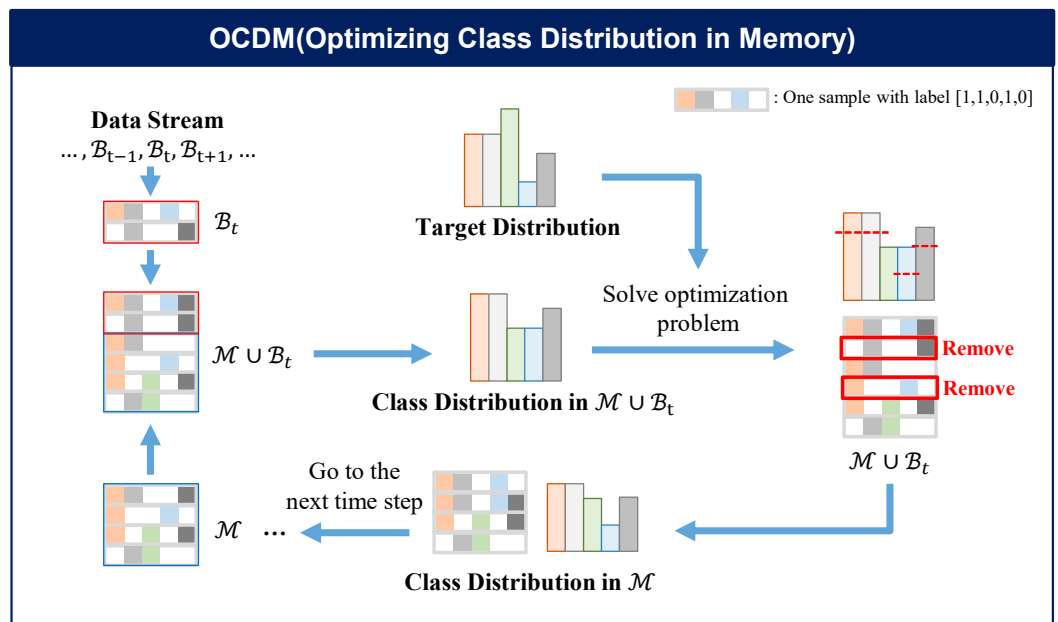 OCDM(Optimizing Class Distribution in Memory)
: One sample with label [1,1,0,1,0]
Data Stream
… , ℬt−1, ℬt, ℬt+1, …
ℬt
Target Distribution
Solve optimization
problem
ℳ ∪ ℬt
Class Distribution in ℳ ∪ ℬt
Remove
Remove
ℳ ∪ ℬt
Go to the
next time step
ℳ …
Class Distribution in ℳ